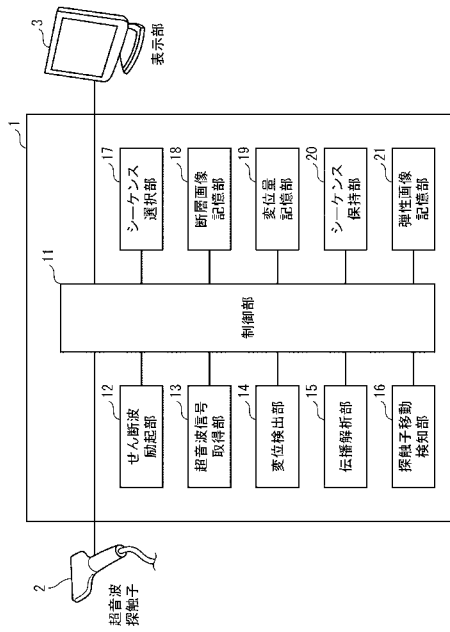 1
2
超音波
探触子
3
表示部
11
制御部
12
せん断波
励起部
13
超音波信号
取得部
14
変位検出部
15
伝播解析部
16
探触子移動
検知部
17
シーケンス
選択部
18
断層画像
記憶部
19
変位量
記憶部
20
シーケンス
保持部
21
弾性画像
記憶部